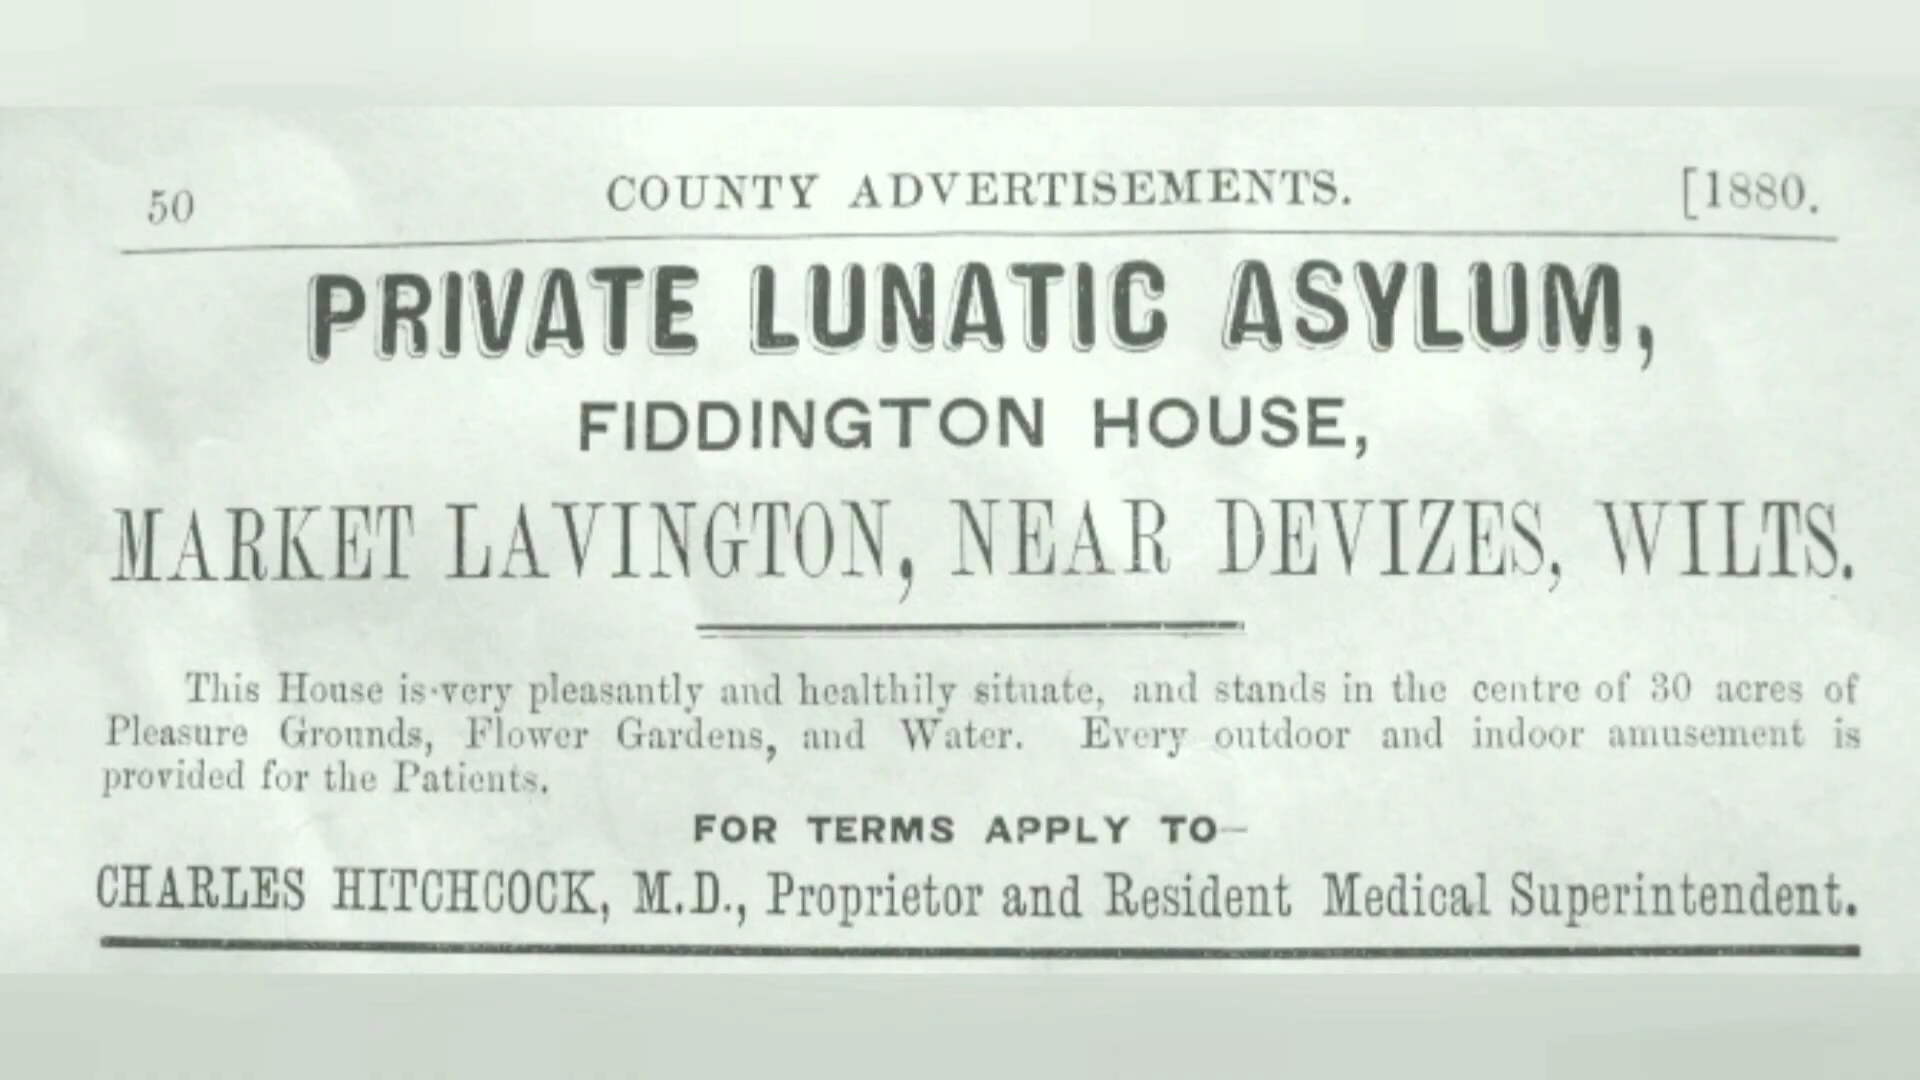 50 COUNTY ADVERTISEMENTS. [1880.
PRIVATE LUNATIC ASYLUM,
FIDDINGTON HOUSE,
MARKET LAVINGTON, NEAR DEVIZES, WILTS.
This House is very pleasantly and healthily situate, and stands in the centre of 30 acres of
Pleasure Grounds, Flower Gardens, and Water. Every outdoor and indoor amusement is
provided for the Patients.
FOR TERMS APPLY TO—
CHARLES HITCHCOCK, M.D., Proprietor and Resident Medical Superintendent.